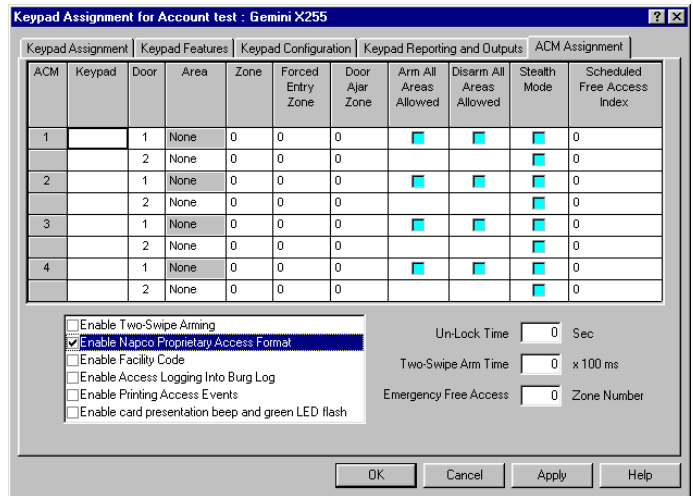 Keypad Assignment for Account test : Gemini X255
Keypad Assignment Keypad Features Keypad Configuration Keypad Reporting and Outputs ACM Assignment
ACM Keypad Door Area Zone Forced Entry Zone Door Ajar Zone Arm All Areas Allowed Disarm All Areas Allowed Stealth Mode Scheduled Free Access Index
1 1 None 0 0 0 0
2 None 0 0 0 0
2 1 None 0 0 0 0
2 None 0 0 0 0
3 1 None 0 0 0 0
2 None 0 0 0 0
4 1 None 0 0 0 0
2 None 0 0 0 0
Enable Two-Swipe Arming
Enable Napco Proprietary Access Format
Enable Facility Code
Enable Access Logging Into Burg Log
Enable Printing Access Events
Enable card presentation beep and green LED flash
Un-Lock Time 0 Sec
Two-Swipe Arm Time 0 x 100 ms
Emergency Free Access 0 Zone Number
OK Cancel Apply Help